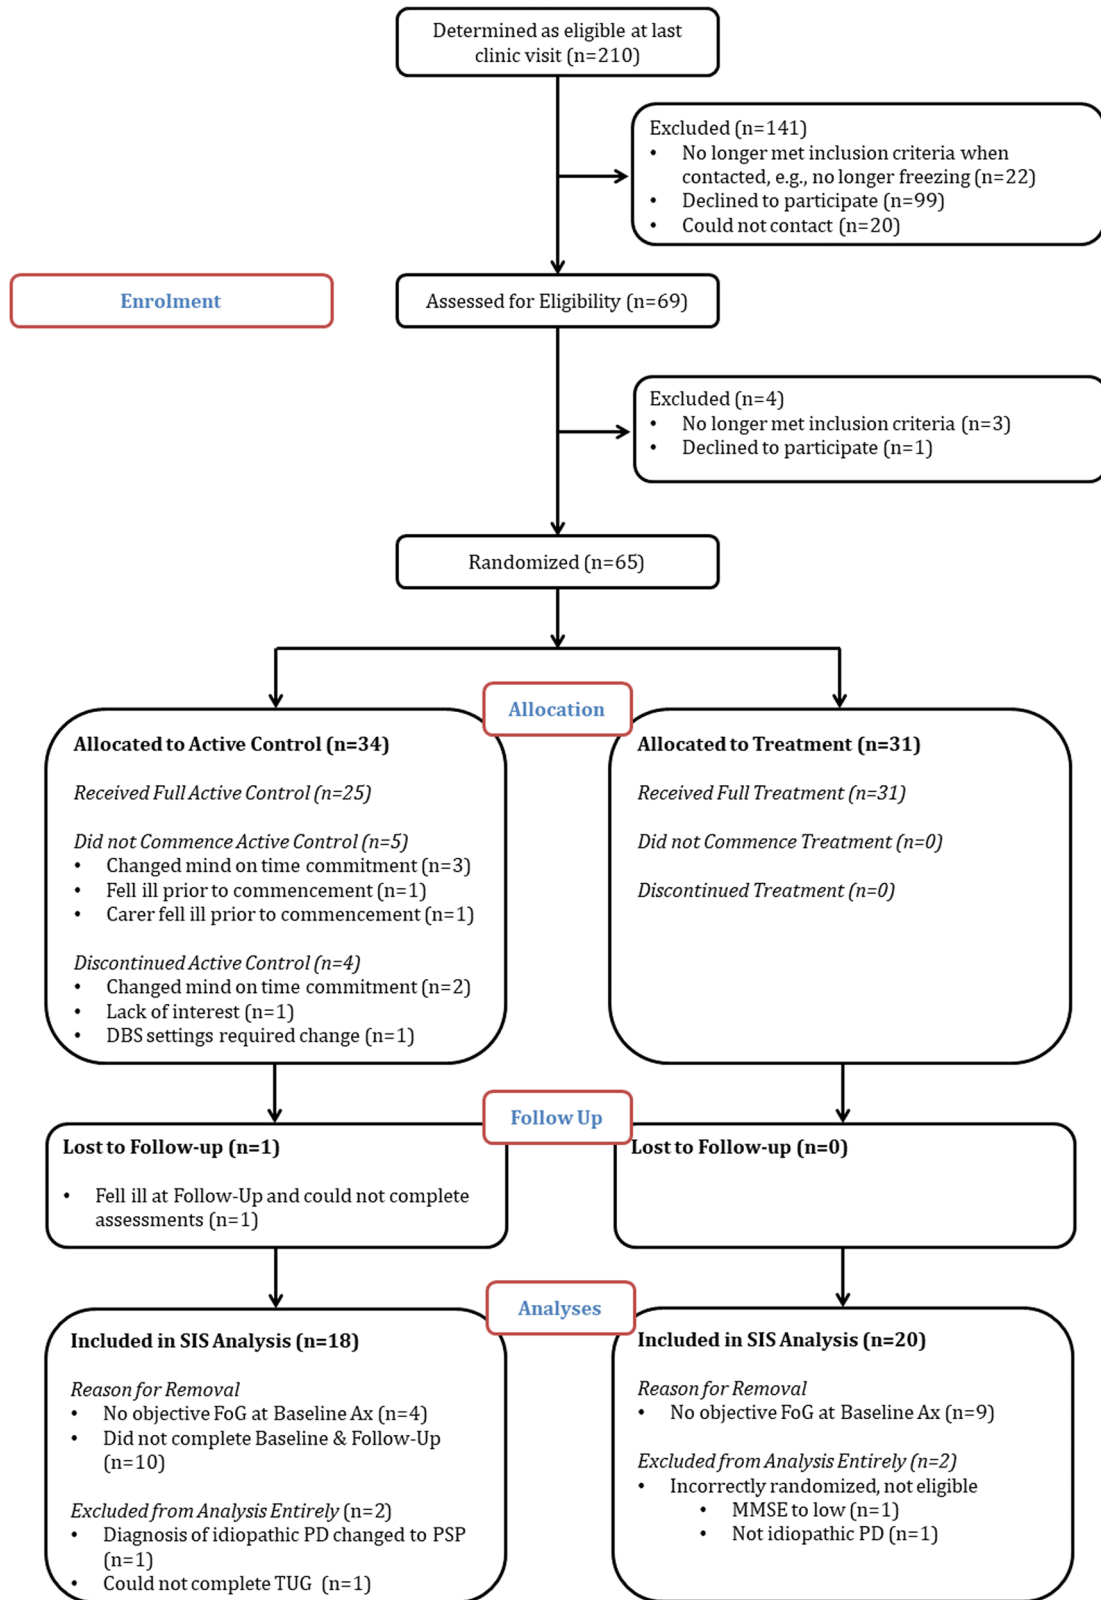 Determined as eligible at last
clinic visit (n=210)
Excluded (n=141)
• No longer met inclusion criteria when
contacted, e.g., no longer freezing (n=22)
• Declined to participate (n=99)
• Could not contact (n=20)
Enrolment
Assessed for Eligibility (n=69)
Excluded (n=4)
• No longer met inclusion criteria (n=3)
• Declined to participate (n=1)
Randomized (n=65)
Allocation
Allocated to Active Control (n=34)
Received Full Active Control (n=25)
Did not Commence Active Control (n=5)
• Changed mind on time commitment (n=3)
• Fell ill prior to commencement (n=1)
• Carer fell ill prior to commencement (n=1)
Discontinued Active Control (n=4)
• Changed mind on time commitment (n=2)
• Lack of interest (n=1)
• DBS settings required change (n=1)
Allocated to Treatment (n=31)
Received Full Treatment (n=31)
Did not Commence Treatment (n=0)
Discontinued Treatment (n=0)
Follow Up
Lost to Follow-up (n=1)
• Fell ill at Follow-Up and could not complete
assessments (n=1)
Lost to Follow-up (n=0)
Analyses
Included in SIS Analysis (n=18)
Reason for Removal
• No objective FoG at Baseline Ax (n=4)
• Did not complete Baseline & Follow-Up
(n=10)
Excluded from Analysis Entirely (n=2)
• Diagnosis of idiopathic PD changed to PSP
(n=1)
• Could not complete TUG (n=1)
Included in SIS Analysis (n=20)
Reason for Removal
• No objective FoG at Baseline Ax (n=9)
Excluded from Analysis Entirely (n=2)
• Incorrectly randomized, not eligible
• MMSE to low (n=1)
• Not idiopathic PD (n=1)